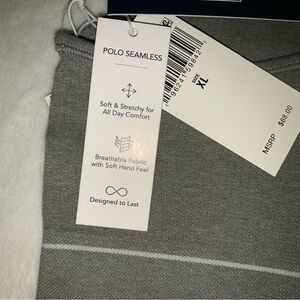 POLO SEAMLESS
Soft & Stretchy for
All Day Comfort
Breathable Fabric
with Soft Hand Feel
Designed to Last
SIZE
XL
MSRP $68.00